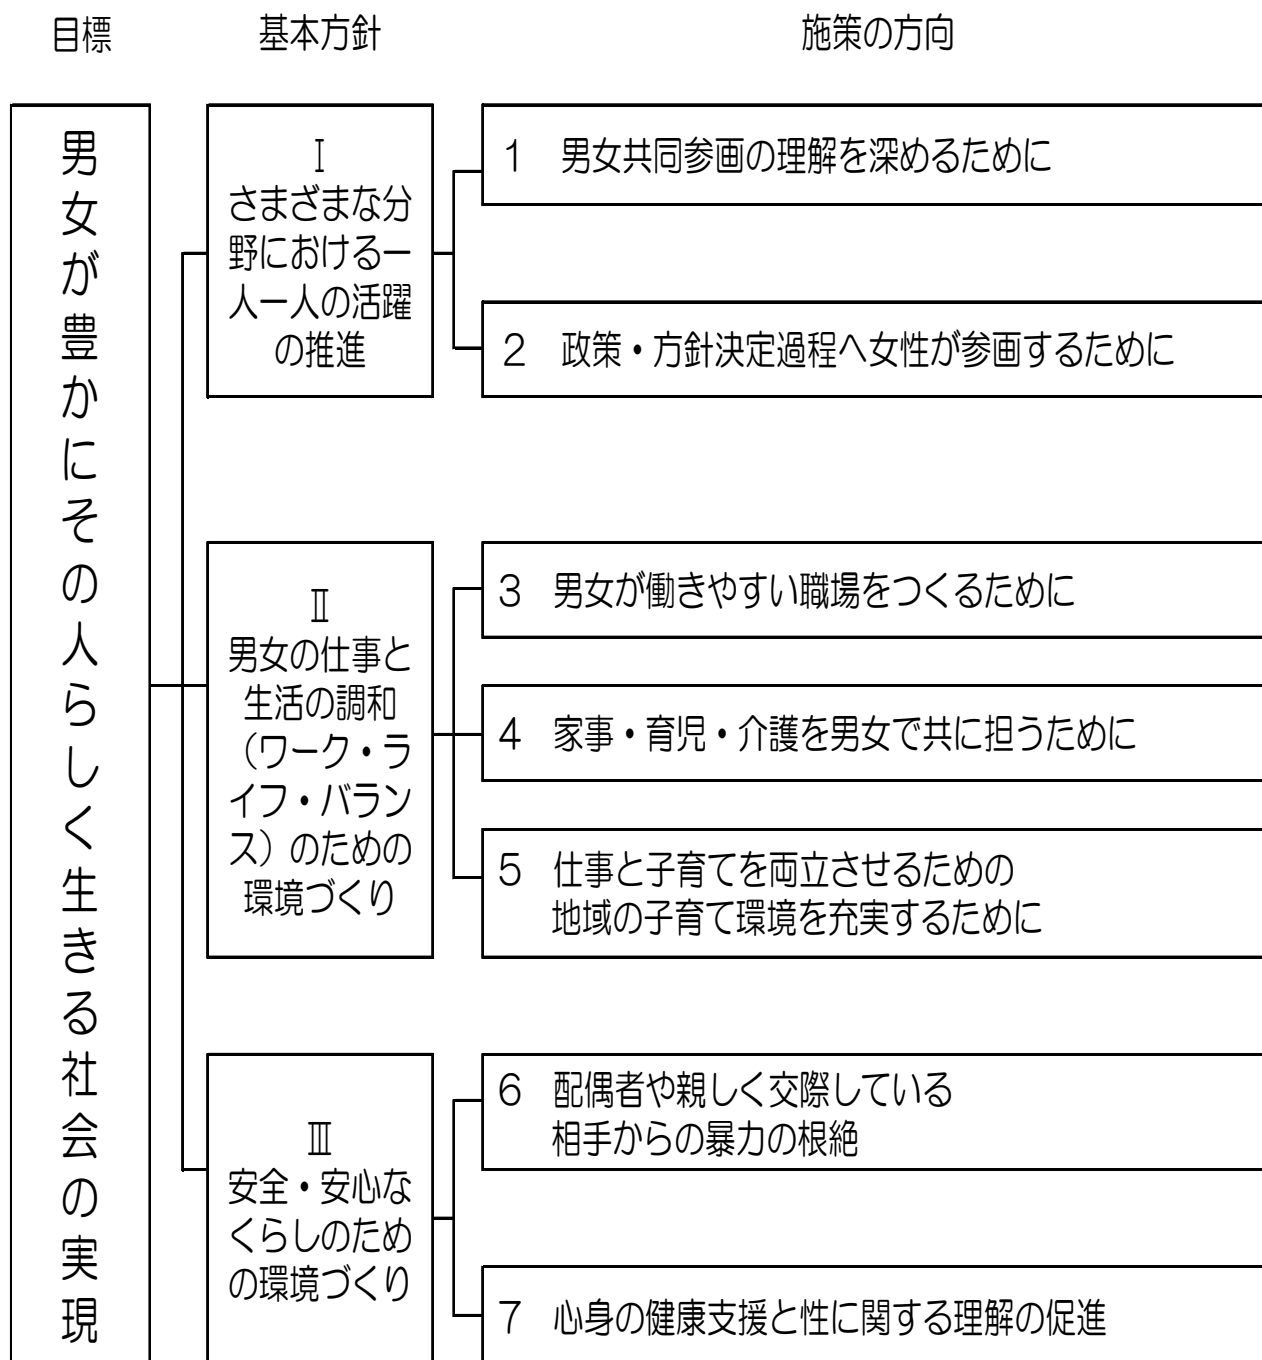 目標
基本方針
施策の方向
男女が豊かにその人らしく生きる社会の実現
Ⅰ
さまざまな分
野における一
人一人の活躍
の推進
1 男女共同参画の理解を深めるために
2 政策・方針決定過程へ女性が参画するために
Ⅱ
男女の仕事と
生活の調和
（ワーク・ラ
イフ・バラン
ス）のための
環境づくり
3 男女が働きやすい職場をつくるために
4 家事・育児・介護を男女で共に担うために
5 仕事と子育てを両立させるための
地域の子育て環境を充実するために
Ⅲ
安全・安心な
くらしのため
の環境づくり
6 配偶者や親しく交際している
相手からの暴力の根絶
7 心身の健康支援と性に関する理解の促進